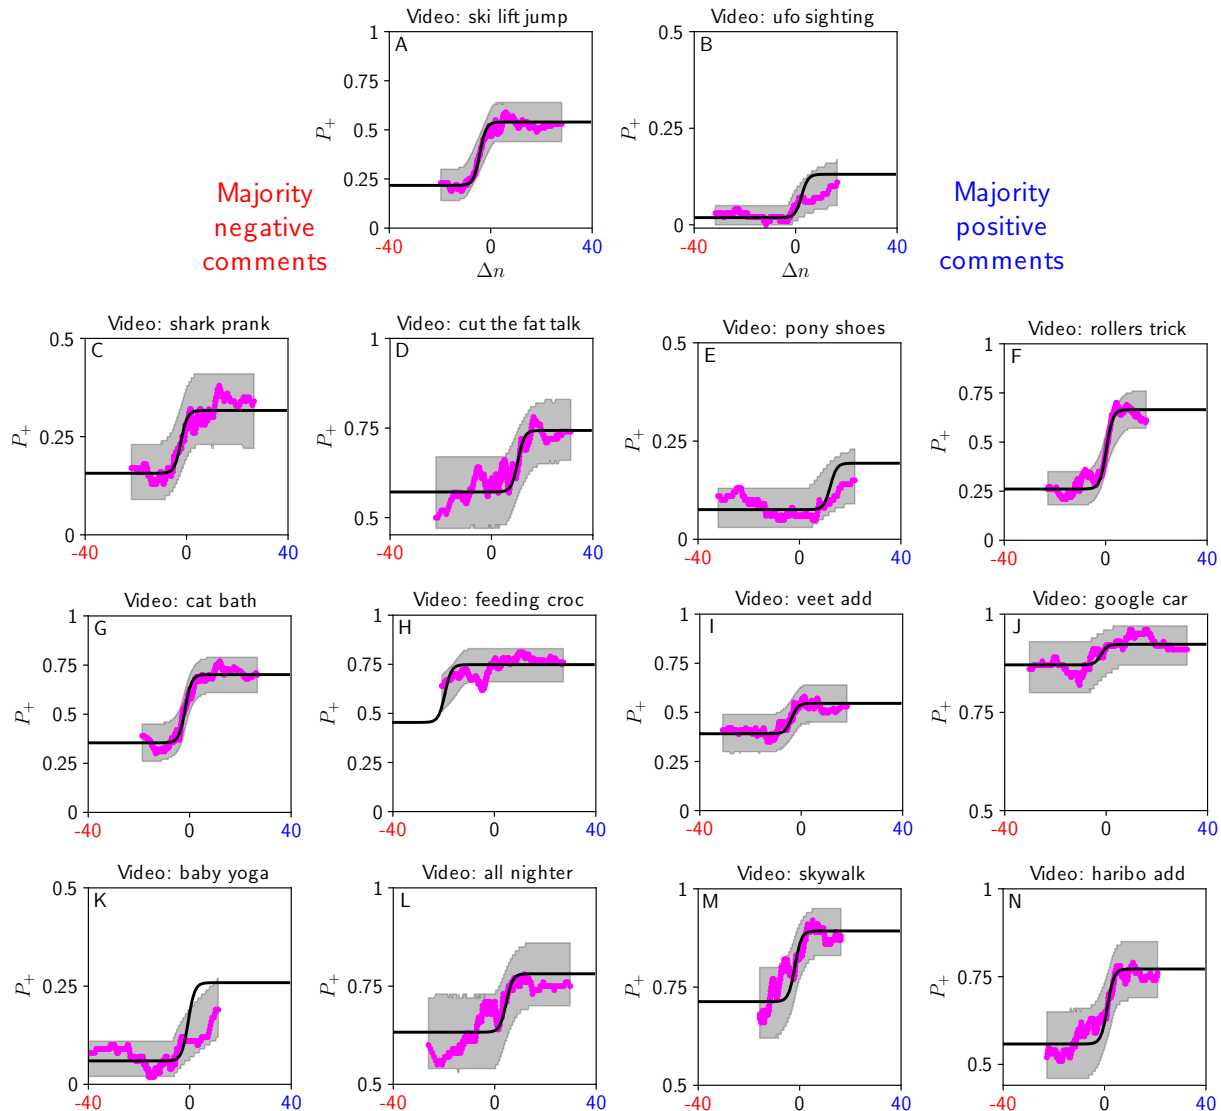 Video: ski lift jump
Video: ufo sighting
A
B
1
0.75
0.5
0.25
0
P+
-40
0
40
Δn
0.5
0.25
0
P+
-40
0
40
Δn
Majority
negative
comments
Majority
positive
comments
Video: shark prank
Video: cut the fat talk
Video: pony shoes
Video: rollers trick
C
0.5
0.25
0
P+
-40
0
40
D
1
0.75
0.5
P+
-40
0
40
E
0.5
0.25
0
P+
-40
0
40
F
1
0.75
0.5
0.25
0
P+
-40
0
40
Video: cat bath
Video: feeding croc
Video: veet add
Video: google car
G
1
0.75
0.5
0.25
0
P+
-40
0
40
H
1
0.75
0.5
0.25
0
P+
-40
0
40
I
1
0.75
0.5
0.25
0
P+
-40
0
40
J
1
0.75
0.5
P+
-40
0
40
Video: baby yoga
Video: all nighter
Video: skywalk
Video: haribo add
K
0.5
0.25
0
P+
-40
0
40
L
1
0.75
0.5
P+
-40
0
40
M
1
0.75
0.5
P+
-40
0
40
N
1
0.75
0.5
P+
-40
0
40